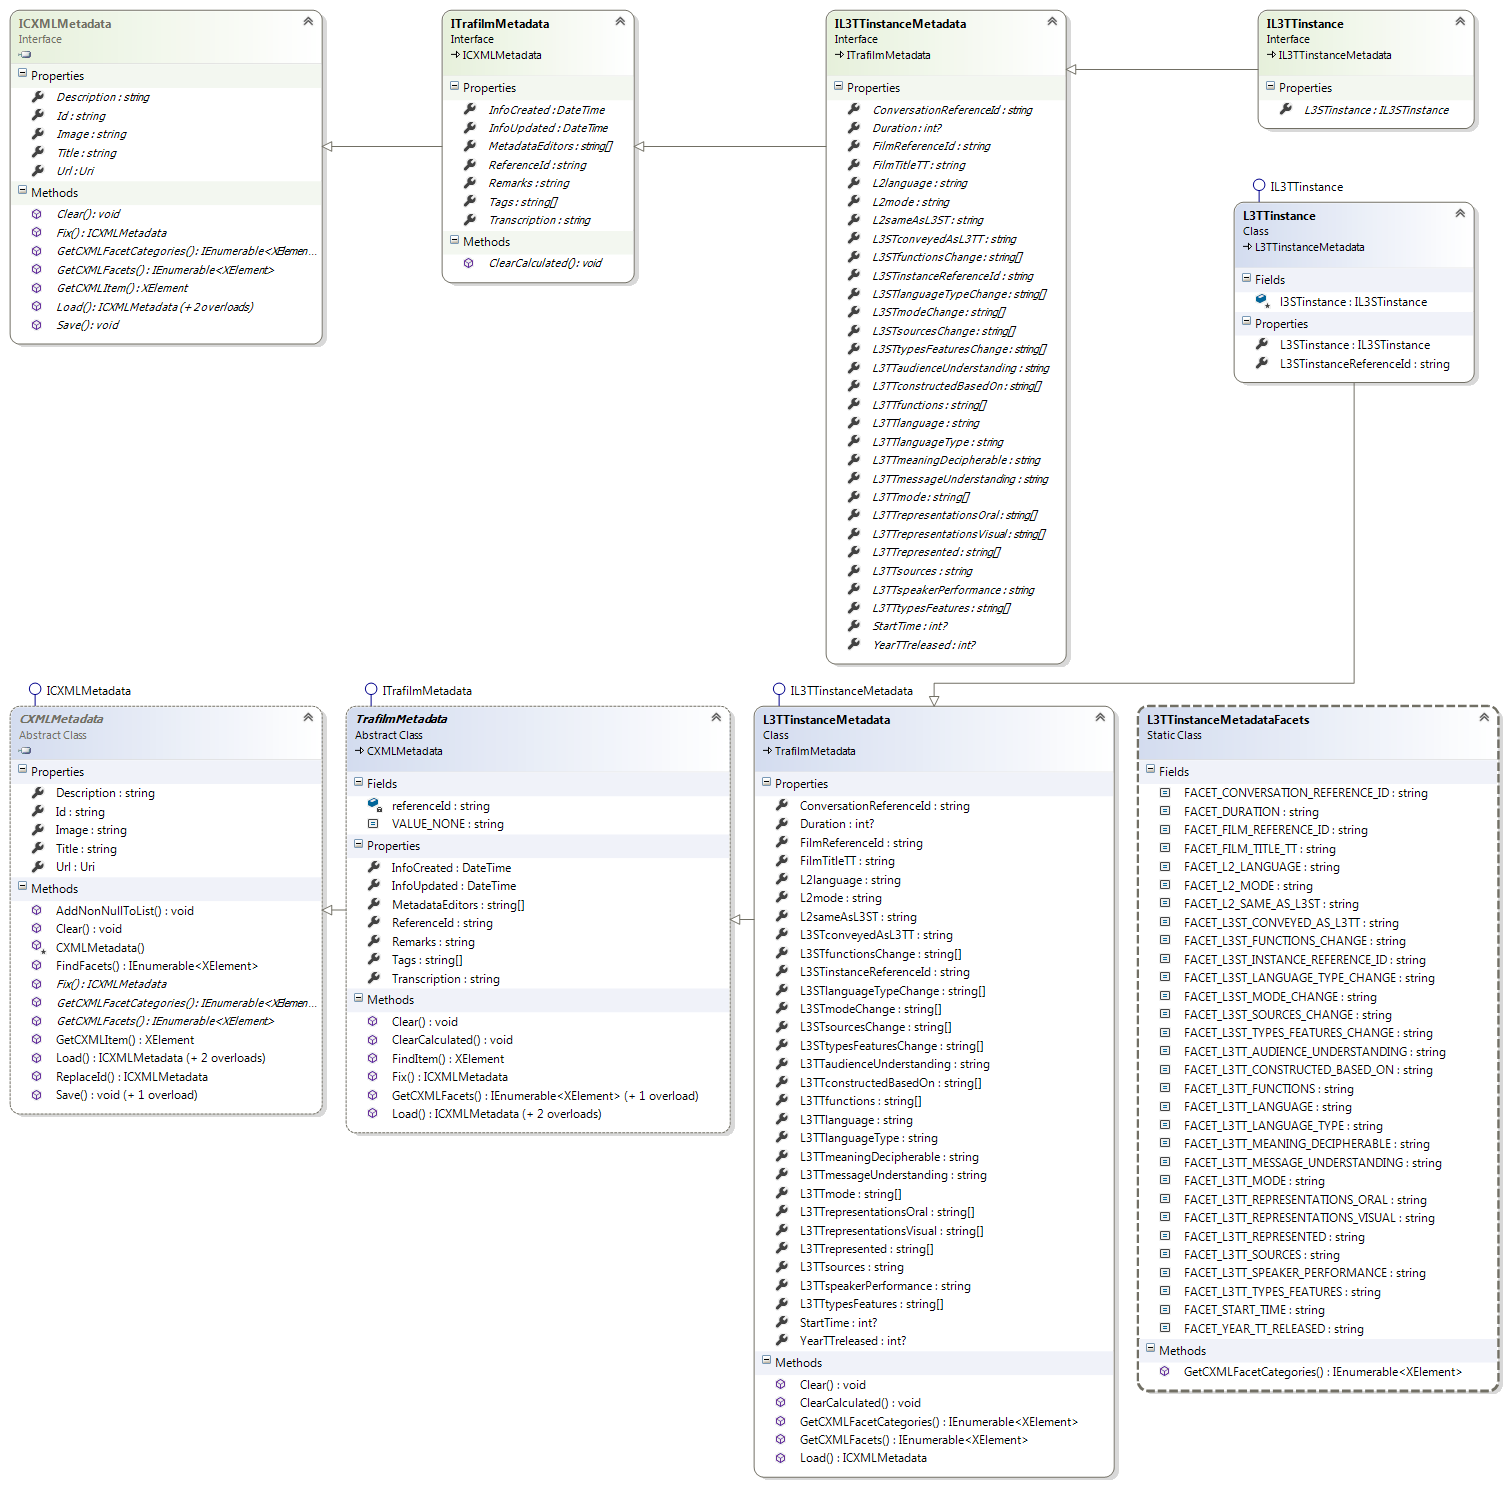 ICXMLMetadata
Interface
Properties
Description : string
Id : string
Image : string
Title : string
Url : Uri
Methods
Clear() : void
Fix() : ICXMLMetadata
GetCXMLFacetCategories() : IEnumerable<XElemen...
GetCXMLFacets() : IEnumerable<XElement>
GetCXMLItem() : XElement
Load() : ICXMLMetadata (+ 2 overloads)
Save() : void
ITrafilmMetadata
Interface
ICXMLMetadata
Properties
InfoCreated : DateTime
InfoUpdated : DateTime
MetadataEditors : string[]
ReferenceId : string
Remarks : string
Tags : string[]
Transcription : string
Methods
ClearCalculated() : void
IL3TTinstanceMetadata
Interface
ITrafilmMetadata
Properties
ConversationReferenceId : string
Duration : int?
FilmReferenceId : string
FilmTitleTT : string
L2language : string
L2mode : string
L2sameAsL3ST : string
L3STconveyedAsL3TT : string
L3STfunctionsChange : string[]
L3STinstanceReferenceId : string
L3STlanguageTypeChange : string[]
L3STmodeChange : string[]
L3STsourcesChange : string[]
L3STtypesFeaturesChange : string[]
L3TTaudienceUnderstanding : string
L3TTconstructedBasedOn : string[]
L3TTfunctions : string[]
L3TTlanguage : string
L3TTlanguageType : string
L3TTmeaningDecipherable : string
L3TTmessageUnderstanding : string
L3TTmode : string[]
L3TTrepresentationsOral : string[]
L3TTrepresentationsVisual : string[]
L3TTrepresented : string[]
L3TTsources : string
L3TTspeakerPerformance : string
L3TTtypesFeatures : string[]
StartTime : int?
YearTTreleased : int?
IL3TTinstance
Interface
IL3TTinstanceMetadata
Properties
L3STinstance : IL3STinstance
IL3TTinstance
L3TTinstance
Class
L3TTinstanceMetadata
Fields
l3STinstance : IL3STinstance
Properties
L3STinstance : IL3STinstance
L3STinstanceReferenceId : string
ICXMLMetadata
CXMLMetadata
Abstract Class
Properties
Description : string
Id : string
Image : string
Title : string
Url : Uri
Methods
AddNonNullToList() : void
Clear() : void
CXMLMetadata()
FindFacets() : IEnumerable<XElement>
Fix() : ICXMLMetadata
GetCXMLFacetCategories() : IEnumerable<XElemen...
GetCXMLFacets() : IEnumerable<XElement>
GetCXMLItem() : XElement
Load() : ICXMLMetadata (+ 2 overloads)
ReplaceId() : ICXMLMetadata
Save() : void (+ 1 overload)
ITrafilmMetadata
TrafilmMetadata
Abstract Class
CXMLMetadata
Fields
referenceId : string
VALUE_NONE : string
Properties
InfoCreated : DateTime
InfoUpdated : DateTime
MetadataEditors : string[]
ReferenceId : string
Remarks : string
Tags : string[]
Transcription : string
Methods
Clear() : void
ClearCalculated() : void
FindItem() : XElement
Fix() : ICXMLMetadata
GetCXMLFacets() : IEnumerable<XElement> (+ 1 overload)
Load() : ICXMLMetadata (+ 2 overloads)
IL3TTinstanceMetadata
L3TTinstanceMetadata
Class
TrafilmMetadata
Properties
ConversationReferenceId : string
Duration : int?
FilmReferenceId : string
FilmTitleTT : string
L2language : string
L2mode : string
L2sameAsL3ST : string
L3STconveyedAsL3TT : string
L3STfunctionsChange : string[]
L3STinstanceReferenceId : string
L3STlanguageTypeChange : string[]
L3STmodeChange : string[]
L3STsourcesChange : string[]
L3STtypesFeaturesChange : string[]
L3TTaudienceUnderstanding : string
L3TTconstructedBasedOn : string[]
L3TTfunctions : string[]
L3TTlanguage : string
L3TTlanguageType : string
L3TTmeaningDecipherable : string
L3TTmessageUnderstanding : string
L3TTmode : string[]
L3TTrepresentationsOral : string[]
L3TTrepresentationsVisual : string[]
L3TTrepresented : string[]
L3TTsources : string
L3TTspeakerPerformance : string
L3TTtypesFeatures : string[]
StartTime : int?
YearTTreleased : int?
Methods
Clear() : void
ClearCalculated() : void
GetCXMLFacetCategories() : IEnumerable<XElement>
GetCXMLFacets() : IEnumerable<XElement>
Load() : ICXMLMetadata
L3TTinstanceMetadataFacets
Static Class
Fields
FACET_CONVERSATION_REFERENCE_ID : string
FACET_DURATION : string
FACET_FILM_REFERENCE_ID : string
FACET_FILM_TITLE_TT : string
FACET_L2_LANGUAGE : string
FACET_L2_MODE : string
FACET_L2_SAME_AS_L3ST : string
FACET_L3ST_CONVEYED_AS_L3TT : string
FACET_L3ST_FUNCTIONS_CHANGE : string
FACET_L3ST_INSTANCE_REFERENCE_ID : string
FACET_L3ST_LANGUAGE_TYPE_CHANGE : string
FACET_L3ST_MODE_CHANGE : string
FACET_L3ST_SOURCES_CHANGE : string
FACET_L3ST_TYPES_FEATURES_CHANGE : string
FACET_L3TT_AUDIENCE_UNDERSTANDING : string
FACET_L3TT_CONSTRUCTED_BASED_ON : string
FACET_L3TT_FUNCTIONS : string
FACET_L3TT_LANGUAGE : string
FACET_L3TT_LANGUAGE_TYPE : string
FACET_L3TT_MEANING_DECIPHERABLE : string
FACET_L3TT_MESSAGE_UNDERSTANDING : string
FACET_L3TT_MODE : string
FACET_L3TT_REPRESENTATIONS_ORAL : string
FACET_L3TT_REPRESENTATIONS_VISUAL : string
FACET_L3TT_REPRESENTED : string
FACET_L3TT_SOURCES : string
FACET_L3TT_SPEAKER_PERFORMANCE : string
FACET_L3TT_TYPES_FEATURES : string
FACET_START_TIME : string
FACET_YEAR_TT_RELEASED : string
Methods
GetCXMLFacetCategories() : IEnumerable<XElement>